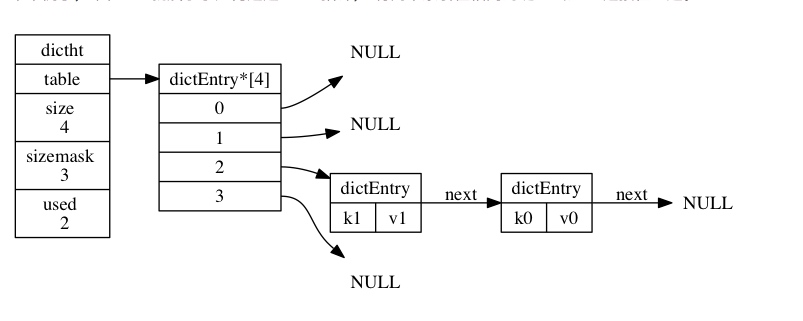 dictht
table
size
4
sizemask
3
used
2
dictEntry*[4]
0
1
2
3
NULL
NULL
dictEntry
k1 v1
next
dictEntry
k0 v0
next
NULL
NULL